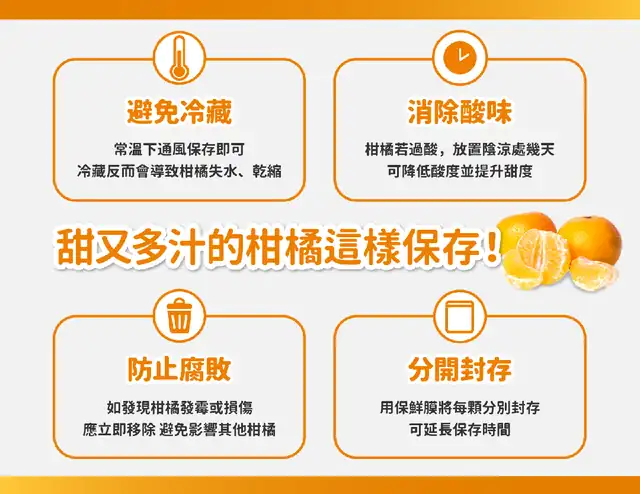 避免冷藏
常溫下通風保存即可
冷藏反而會導致柑橘失水、乾縮
消除酸味
柑橘若過酸，放置陰涼處幾天
可降低酸度並提升甜度
甜又多汁的柑橘這樣保存！
防止腐敗
如發現柑橘發霉或損傷
應立即移除 避免影響其他柑橘
分開封存
用保鮮膜將每顆分別封存
可延長保存時間